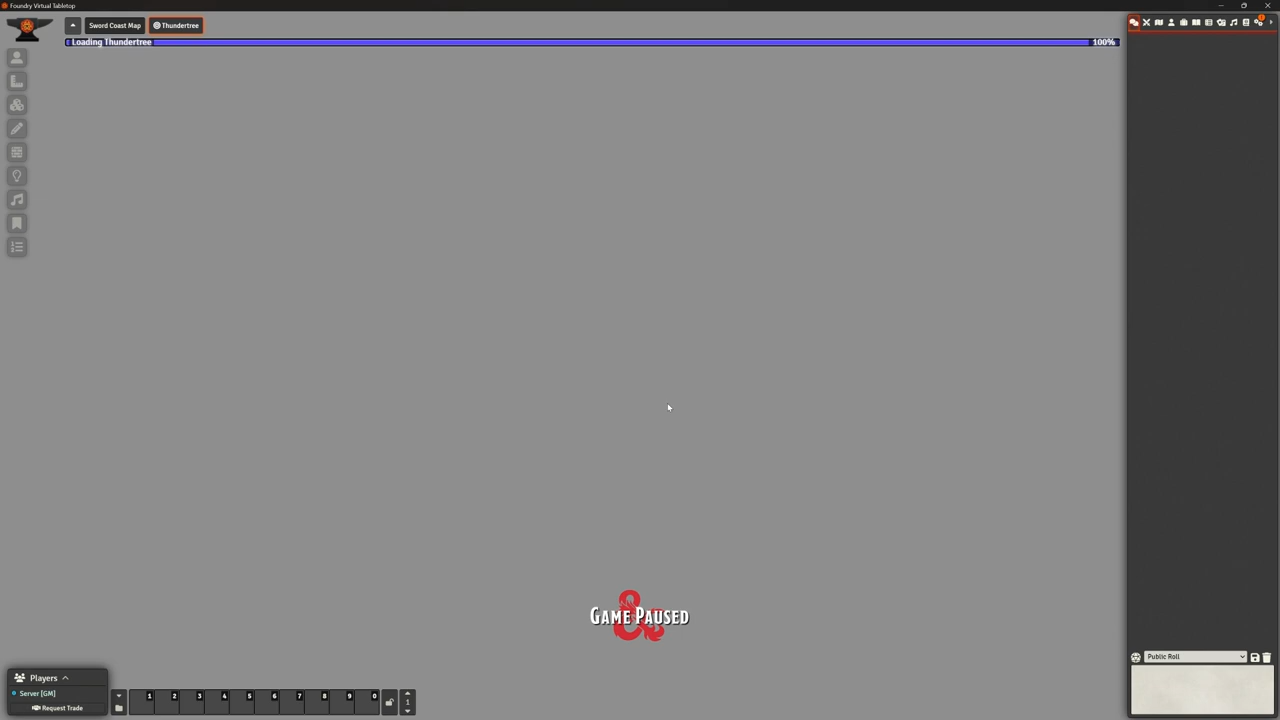 Foundry Virtual Tabletop
Sword Coast Map
Thundertree
Loading Thundertree
100%
GAME PAUSED
Players
Server [GM]
Request Trade
1 2 3 4 5 6 7 8 9 0
1
Public Roll